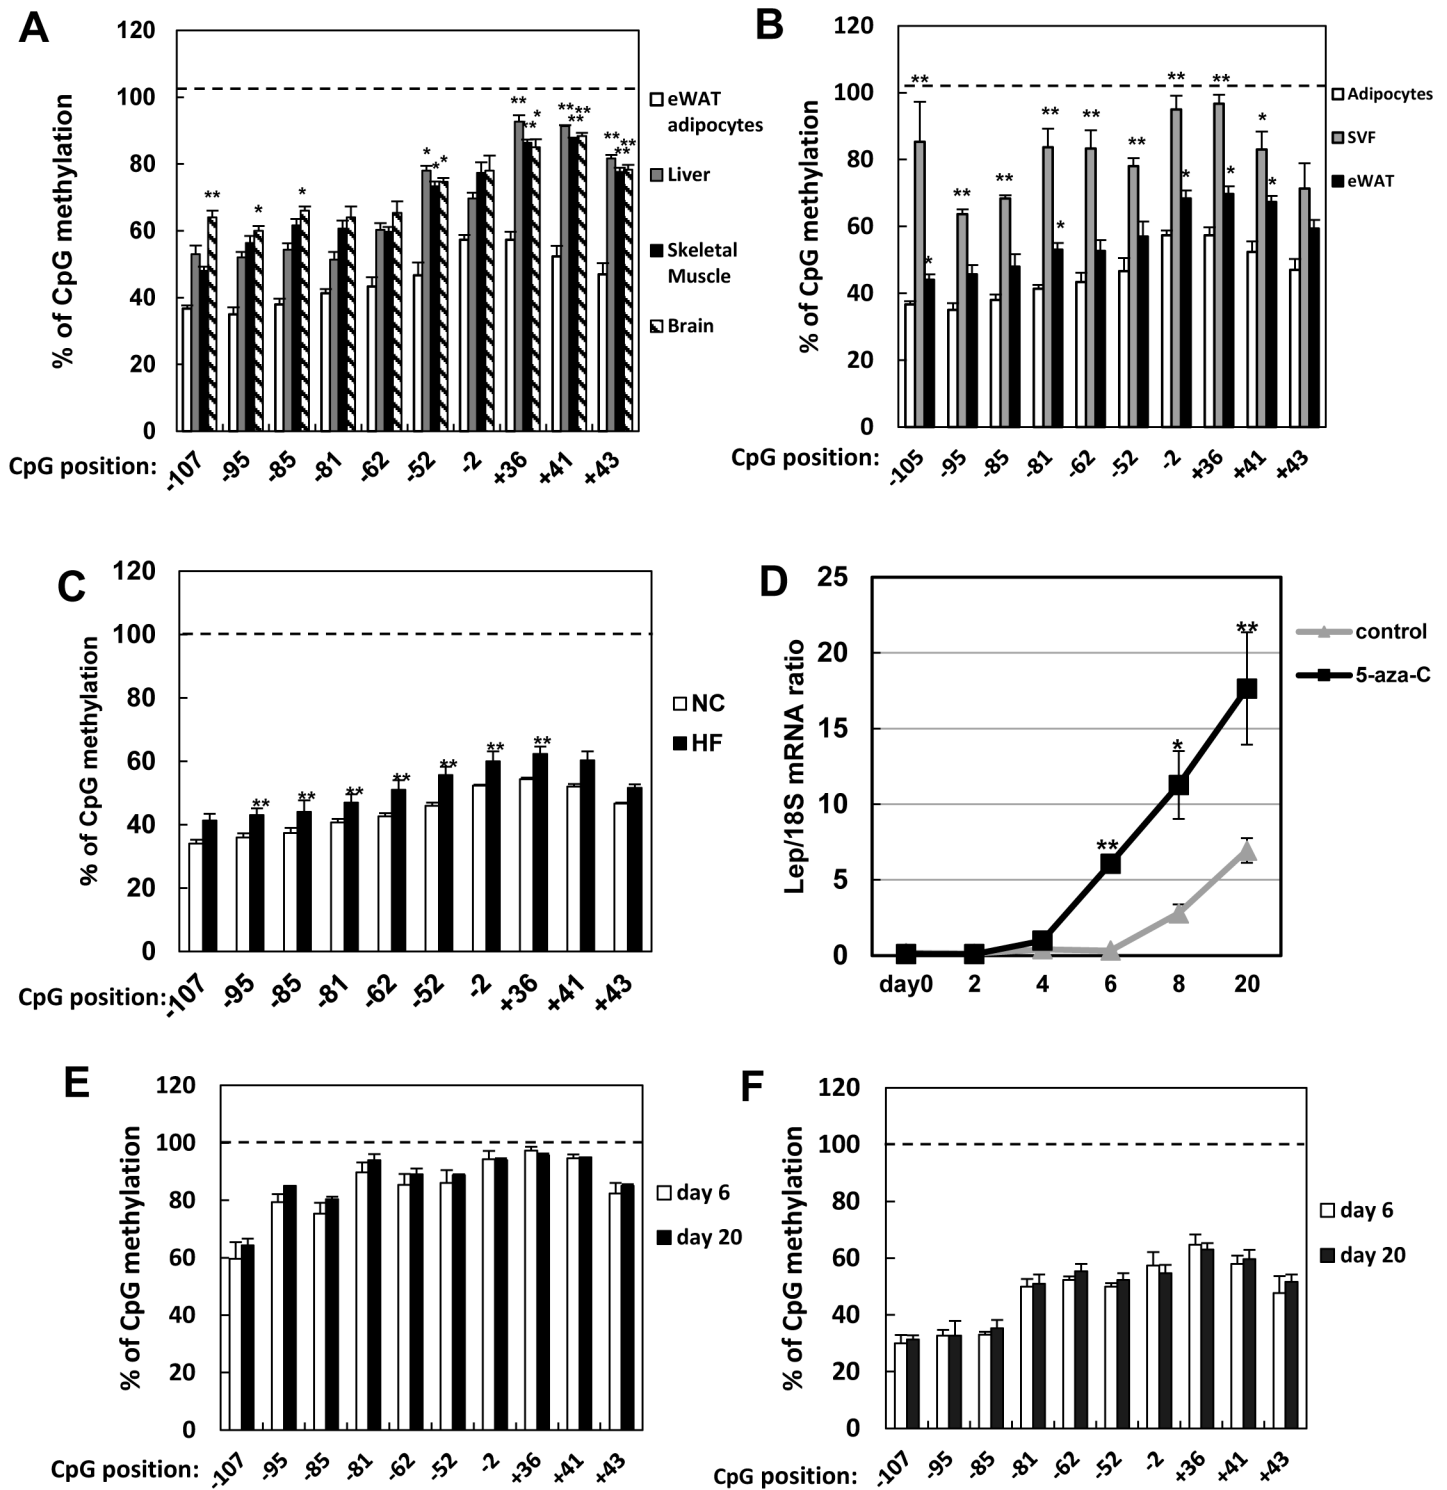 A
% of CpG methylation
120
100
80
60
40
20
0
** * * * * * ** ** * ** ** ** ** ** **
eWAT
adipocytes
Liver
Skeletal
Muscle
Brain
CpG position: -107 -95 -85 -81 -62 -52 -2 +36 +41 +43
B
% of CpG methylation
120
100
80
60
40
20
0
** * ** ** ** * ** ** ** * ** * * *
Adipocytes
SVF
eWAT
CpG position: -105 -95 -85 -81 -62 -52 -2 +36 +41 +43
C
% of CpG methylation
120
100
80
60
40
20
0
** ** ** ** ** ** **
NC
HF
CpG position: -107 -95 -85 -81 -62 -52 -2 +36 +41 +43
D
Lep/18S mRNA ratio
25
20
15
10
5
0
** * **
day0 2 4 6 8 20
control
5-aza-C
E
% of CpG methylation
120
100
80
60
40
20
0
day 6
day 20
CpG position: -107 -95 -85 -81 -62 -52 -2 +36 +41 +43
F
% of CpG methylation
120
100
80
60
40
20
0
day 6
day 20
CpG position: -107 -95 -85 -81 -62 -52 -2 +36 +41 +43